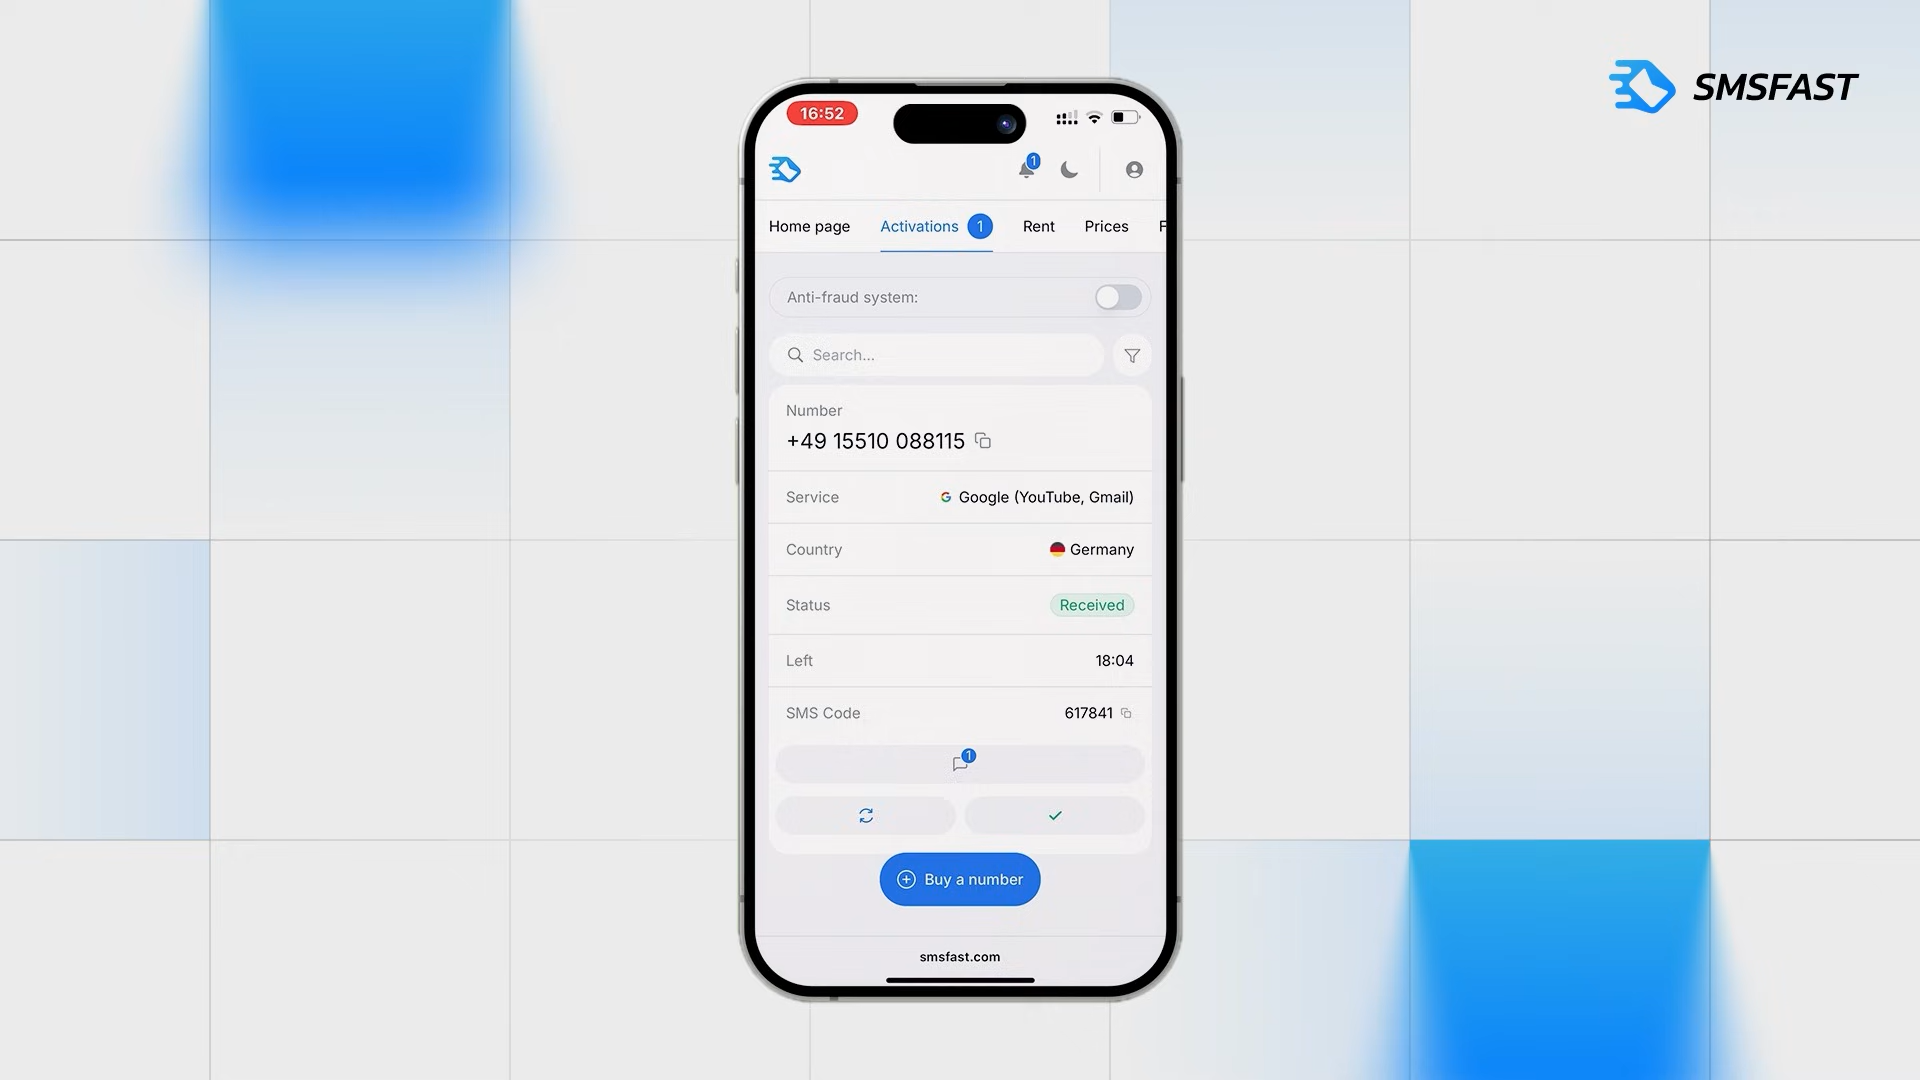 SMSFAST
16:52
1
Home page Activations 1 Rent Prices F
Anti-fraud system:
Search...
Number
+49 15510 088115
Service G Google (YouTube, Gmail)
Country Germany
Status Received
Left 18:04
SMS Code 617841
1
Buy a number
smsfast.com